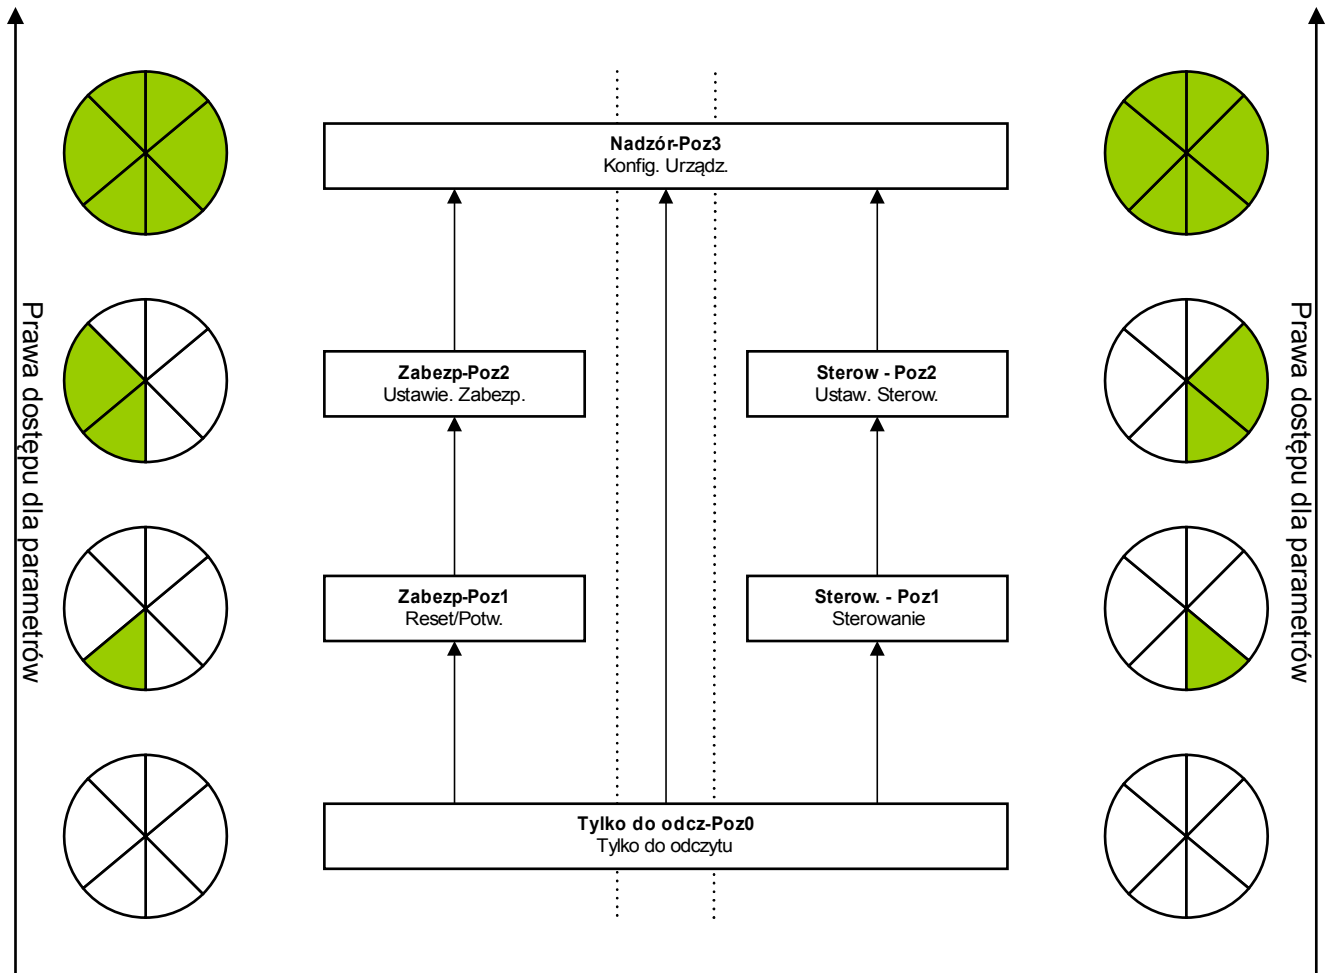 Nadzór-Poz3
Konfig. Urządz.
Prawa dostępu dla parametrów
Prawa dostępu dla parametrów
Zabezp-Poz2
Ustawie. Zabezp.
Sterow - Poz2
Ustaw. Sterow.
Zabezp-Poz1
Reset/Potw.
Sterow. - Poz1
Sterowanie
Tylko do odcz-Poz0
Tylko do odczytu